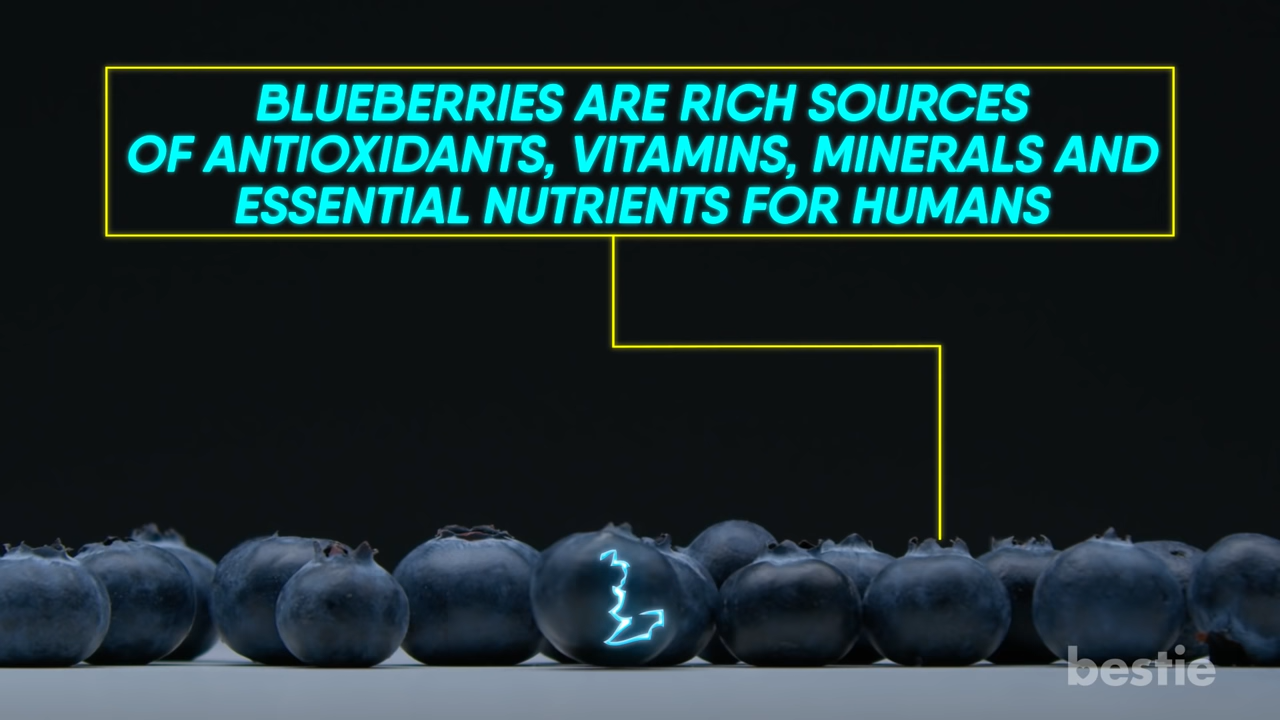 BLUEBERRIES ARE RICH SOURCES
OF ANTIOXIDANTS, VITAMINS, MINERALS AND
ESSENTIAL NUTRIENTS FOR HUMANS
bestie